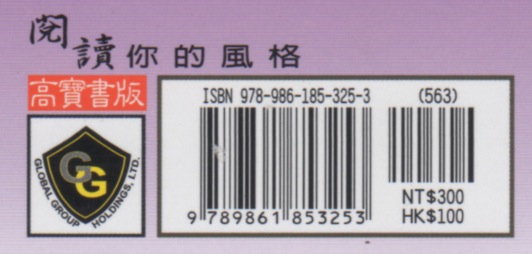 閱讀你的風格
高寶書版
GG
GLOBAL GROUP HOLDINGS, LTD.
ISBN 978-986-185-325-3
9 789861 853253
(563)
NT$300
HK$100